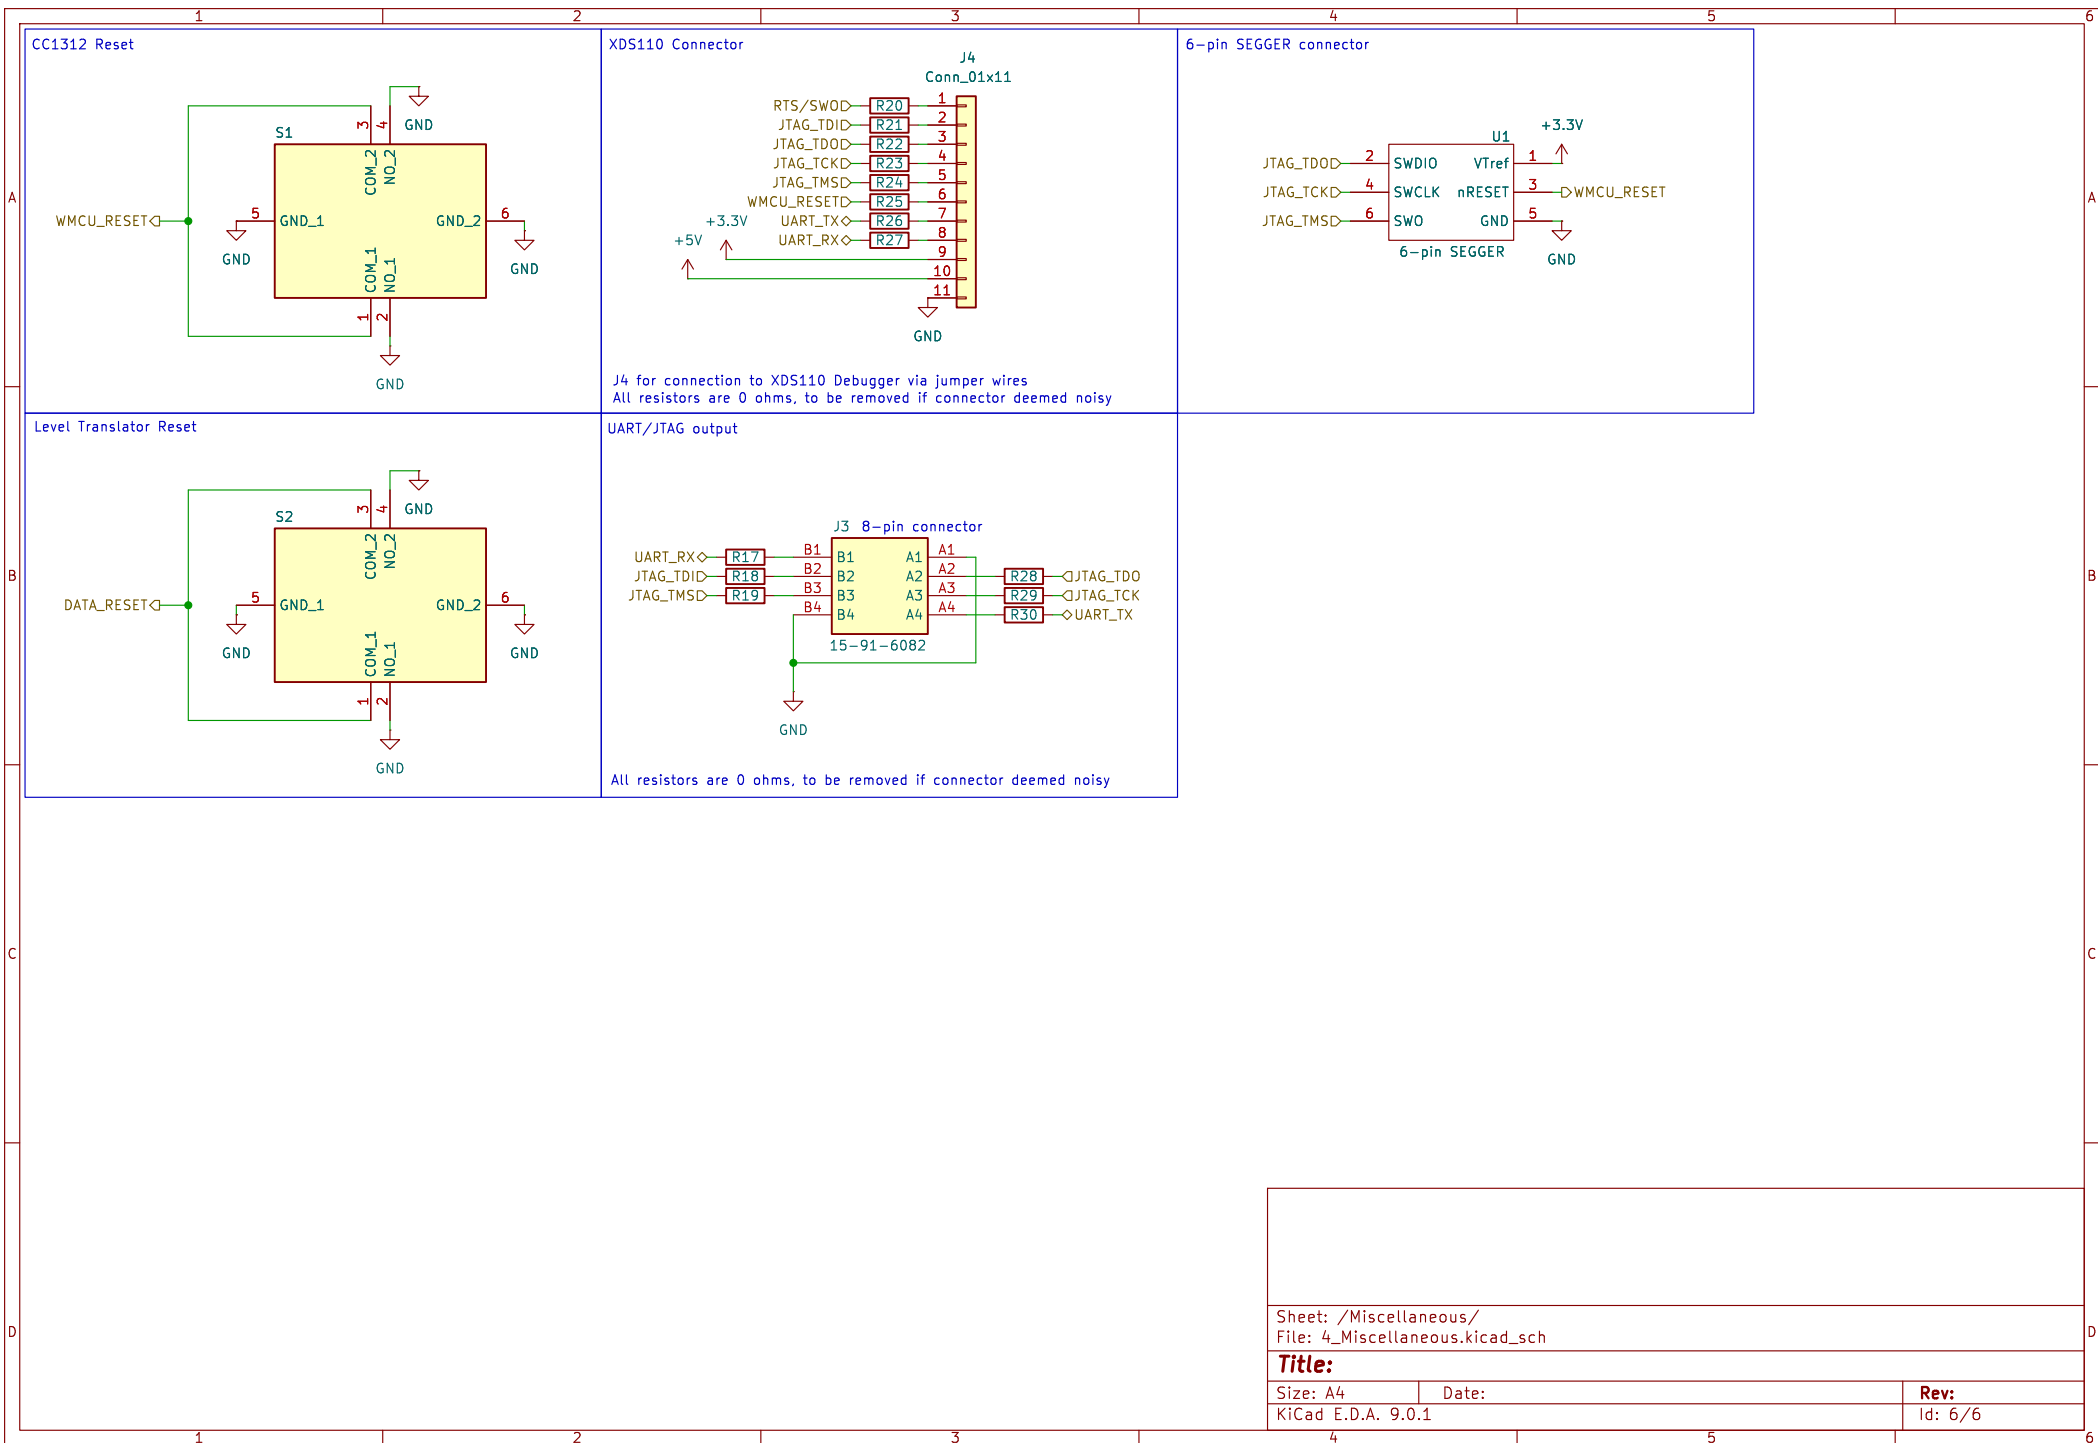 1 2 3 4 5 6
CC1312 Reset
GND
3 4
S1
COM_2 NO_2
WMCU_RESET
5 GND_1 GND_2 6
GND GND
COM_1 NO_1
1 2
GND
XDS110 Connector
J4
Conn_01x11
RTS/SWO R20 1
JTAG_TDI R21 2
JTAG_TDO R22 3
JTAG_TCK R23 4
JTAG_TMS R24 5
WMCU_RESET R25 6
UART_TX R26 7
UART_RX R27 8
+3.3V 9
+5V 10
11
GND
J4 for connection to XDS110 Debugger via jumper wires
All resistors are 0 ohms, to be removed if connector deemed noisy
6-pin SEGGER connector
+3.3V
U1
JTAG_TDO 2 SWDIO VTref 1
JTAG_TCK 4 SWCLK nRESET 3 WMCU_RESET
JTAG_TMS 6 SWO GND 5
6-pin SEGGER
GND
A A
Level Translator Reset
GND
3 4
S2
COM_2 NO_2
DATA_RESET
5 GND_1 GND_2 6
GND GND
COM_1 NO_1
1 2
GND
UART/JTAG output
J3 8-pin connector
UART_RX R17 B1 B1 A1 A1
JTAG_TDI R18 B2 B2 A2 A2 R28 JTAG_TDO
JTAG_TMS R19 B3 B3 A3 A3 R29 JTAG_TCK
B4 B4 A4 A4 R30 UART_TX
15-91-6082
GND
All resistors are 0 ohms, to be removed if connector deemed noisy
B B
C C
D D
Sheet: /Miscellaneous/
File: 4_Miscellaneous.kicad_sch
Title:
Size: A4 Date: Rev:
KiCad E.D.A. 9.0.1 Id: 6/6
1 2 3 4 5 6